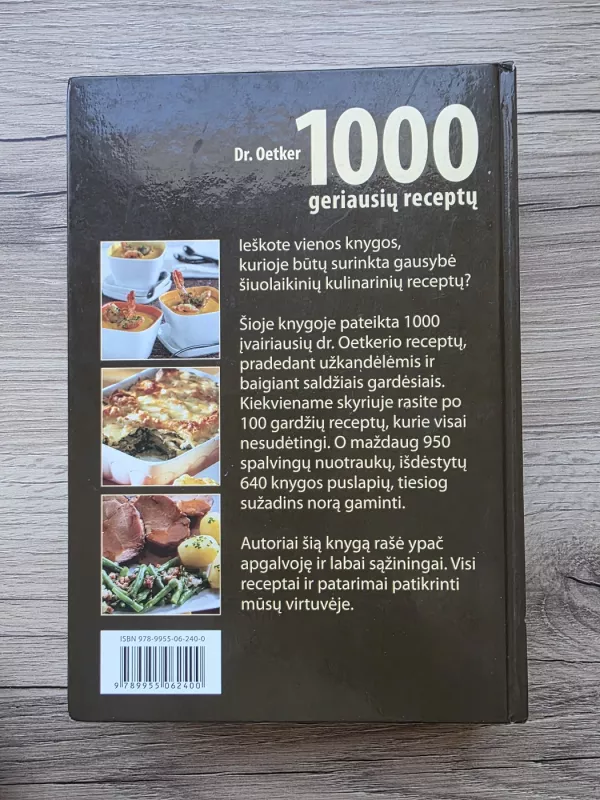 Dr. Oetker 1000
geriausių receptų
Ieškote vienos knygos,
kurioje būtų surinkta gausybė
šiuolaikinių kulinarinių receptų?
Šioje knygoje pateikta 1000
įvairiausių dr. Oetkerio receptų,
pradedant užkandėlėmis ir
baigiant saldžiais gardėsiais.
Kiekviename skyriuje rasite po
100 gardžių receptų, kurie visai
nesudėtingi. O maždaug 950
spalvingų nuotraukų, išdėstytų
640 knygos puslapių, tiesiog
sužadins norą gaminti.
Autoriai šią knygą rašė ypač
apgalvoję ir labai sąžiningai. Visi
receptai ir patarimai patikrinti
mūsų virtuvėje.
ISBN 978-9955-06-240-0
9 789955 062400